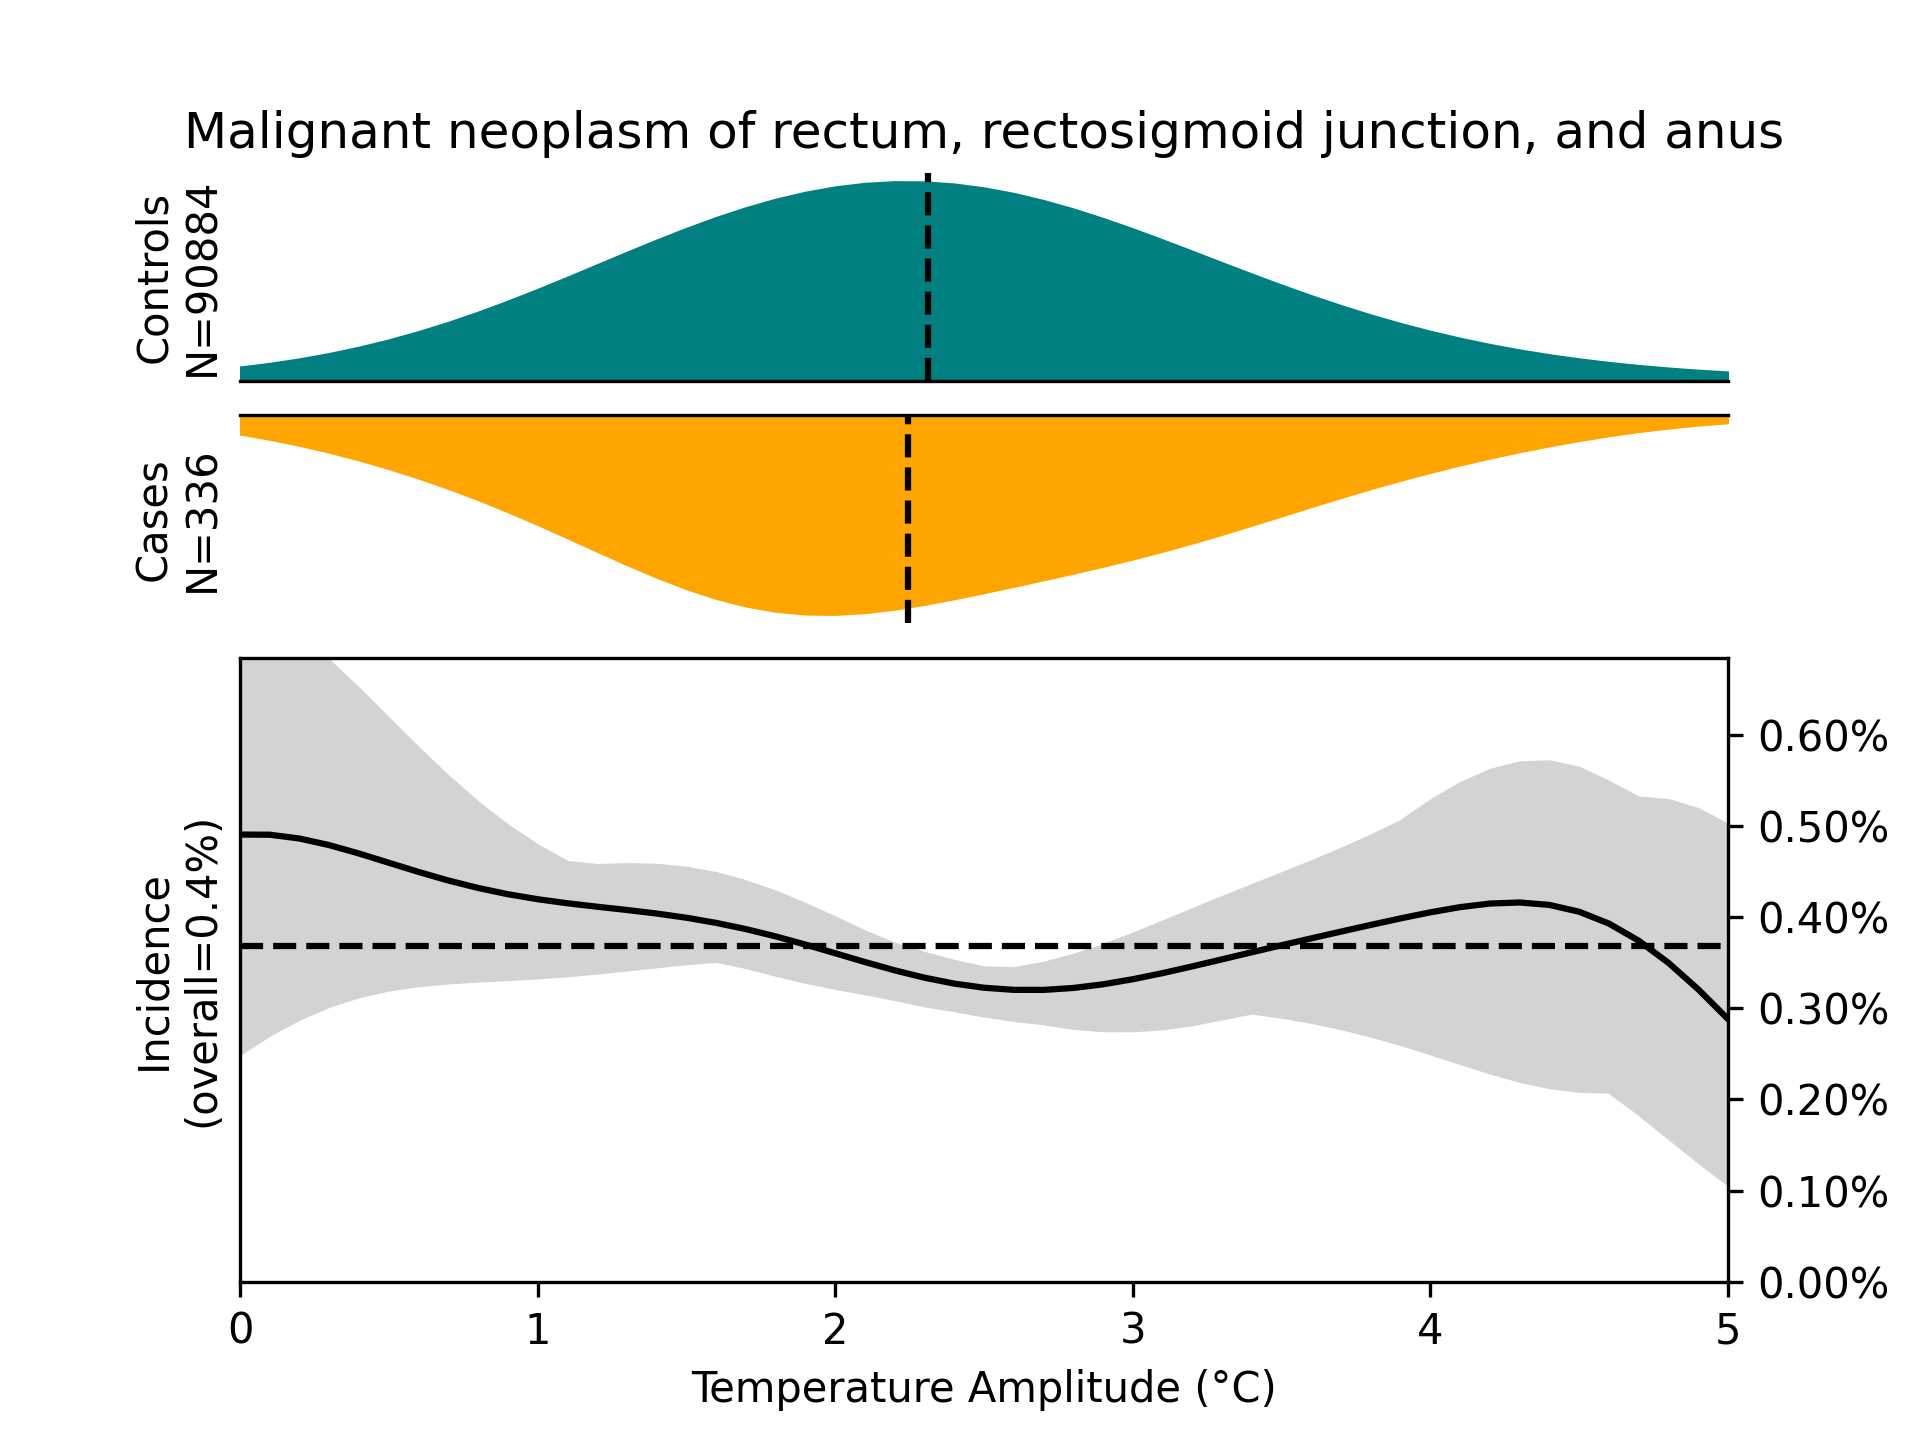 Malignant neoplasm of rectum, rectosigmoid junction, and anus
Controls
N=90884
Cases
N=336
Incidence
(overall=0.4%)
0.60%
0.50%
0.40%
0.30%
0.20%
0.10%
0.00%
0 1 2 3 4 5
Temperature Amplitude (°C)